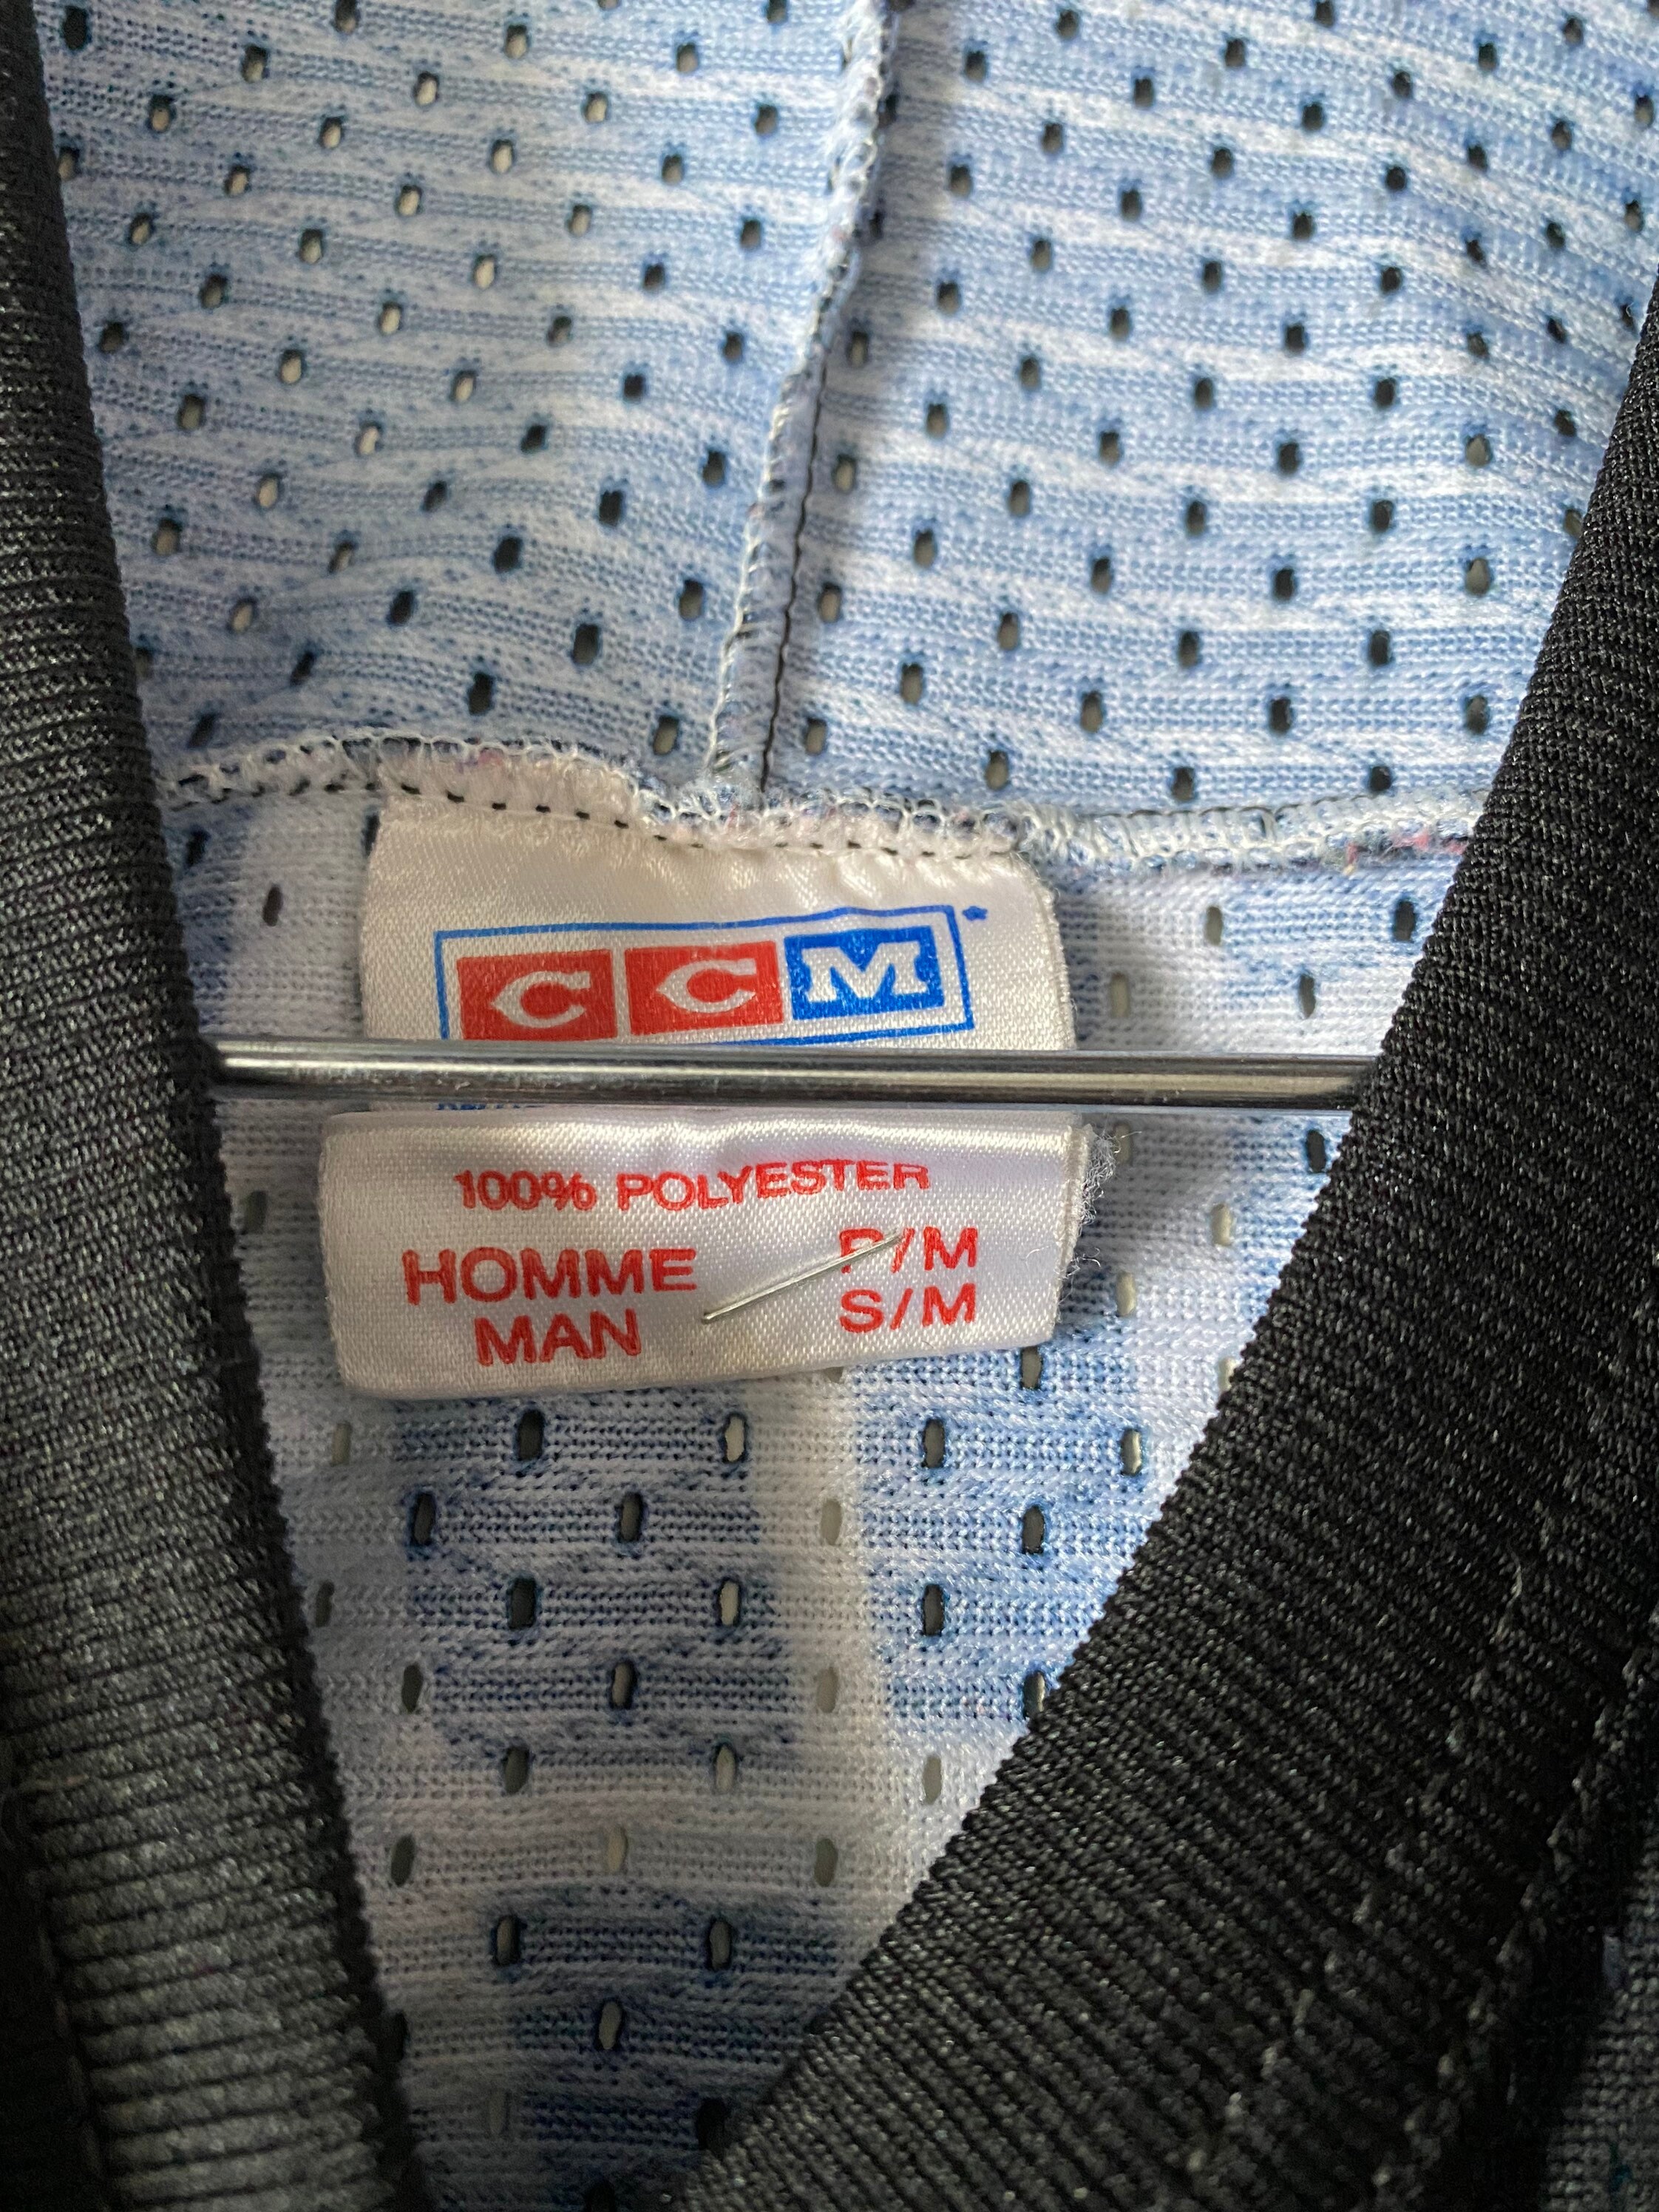 CCM*
100% POLYESTER
HOMME P/M
MAN S/M